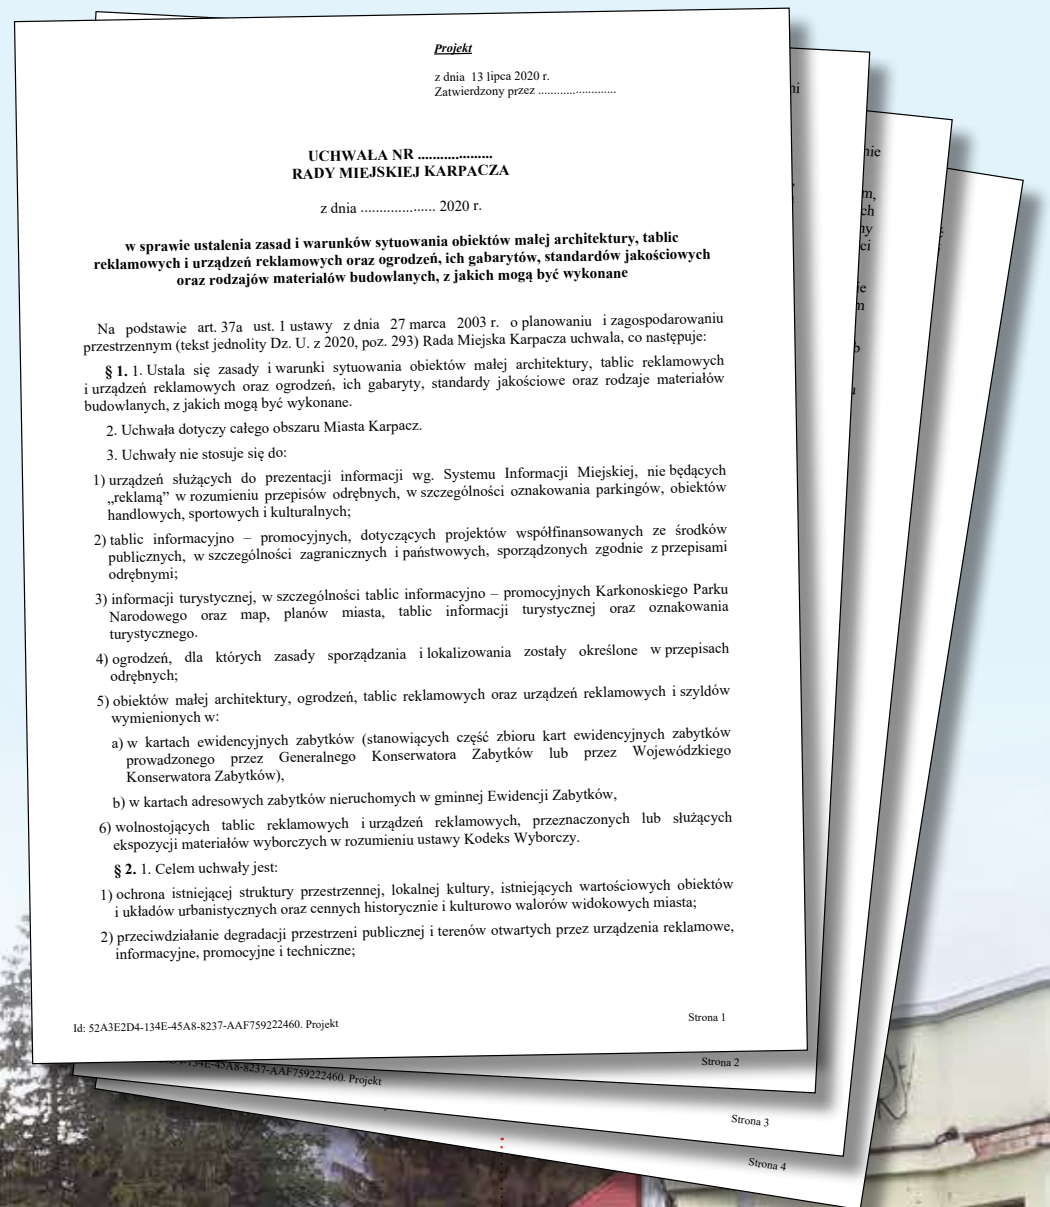 Projekt
z dnia 13 lipca 2020 r.
Zatwierdzony przez ..........................
UCHWAŁA NR ....................
RADY MIEJSKIEJ KARPACZA
z dnia .................... 2020 r.
w sprawie ustalenia zasad i warunków sytuowania obiektów małej architektury, tablic
reklamowych i urządzeń reklamowych oraz ogrodzeń, ich gabarytów, standardów jakościowych
oraz rodzajów materiałów budowlanych, z jakich mogą być wykonane
Na podstawie art. 37a ust. 1 ustawy z dnia 27 marca 2003 r. o planowaniu i zagospodarowaniu
przestrzennym (tekst jednolity Dz. U. z 2020, poz. 293) Rada Miejska Karpacza uchwala, co następuje:
§ 1. 1. Ustala się zasady i warunki sytuowania obiektów małej architektury, tablic reklamowych
i urządzeń reklamowych oraz ogrodzeń, ich gabaryty, standardy jakościowe oraz rodzaje materiałów
budowlanych, z jakich mogą być wykonane.
2. Uchwała dotyczy całego obszaru Miasta Karpacz.
3. Uchwały nie stosuje się do:
1) urządzeń służących do prezentacji informacji wg. Systemu Informacji Miejskiej, nie będących
„reklamą” w rozumieniu przepisów odrębnych, w szczególności oznakowania parkingów, obiektów
handlowych, sportowych i kulturalnych;
2) tablic informacyjno – promocyjnych, dotyczących projektów współfinansowanych ze środków
publicznych, w szczególności zagranicznych i państwowych, sporządzonych zgodnie z przepisami
odrębnymi;
3) informacji turystycznej, w szczególności tablic informacyjno – promocyjnych Karkonoskiego Parku
Narodowego oraz map, planów miasta, tablic informacji turystycznej oraz oznakowania
turystycznego.
4) ogrodzeń, dla których zasady sporządzania i lokalizowania zostały określone w przepisach
odrębnych;
5) obiektów małej architektury, ogrodzeń, tablic reklamowych oraz urządzeń reklamowych i szyldów
wymienionych w:
a) w kartach ewidencyjnych zabytków (stanowiących część zbioru kart ewidencyjnych zabytków
prowadzonego przez Generalnego Konserwatora Zabytków lub przez Wojewódzkiego
Konserwatora Zabytków),
b) w kartach adresowych zabytków nieruchomych w gminnej Ewidencji Zabytków,
6) wolnostojących tablic reklamowych i urządzeń reklamowych, przeznaczonych lub służących
ekspozycji materiałów wyborczych w rozumieniu ustawy Kodeks Wyborczy.
§ 2. 1. Celem uchwały jest:
1) ochrona istniejącej struktury przestrzennej, lokalnej kultury, istniejących wartościowych obiektów
i układów urbanistycznych oraz cennych historycznie i kulturowo walorów widokowych miasta;
2) przeciwdziałanie degradacji przestrzeni publicznej i terenów otwartych przez urządzenia reklamowe,
informacyjne, promocyjne i techniczne;
Id: 52A3E2D4-134E-45A8-8237-AAF759222460. Projekt
Strona 1
Strona 2
-134E-45A8-8237-AAF759222460. Projekt
Strona 3
Strona 4